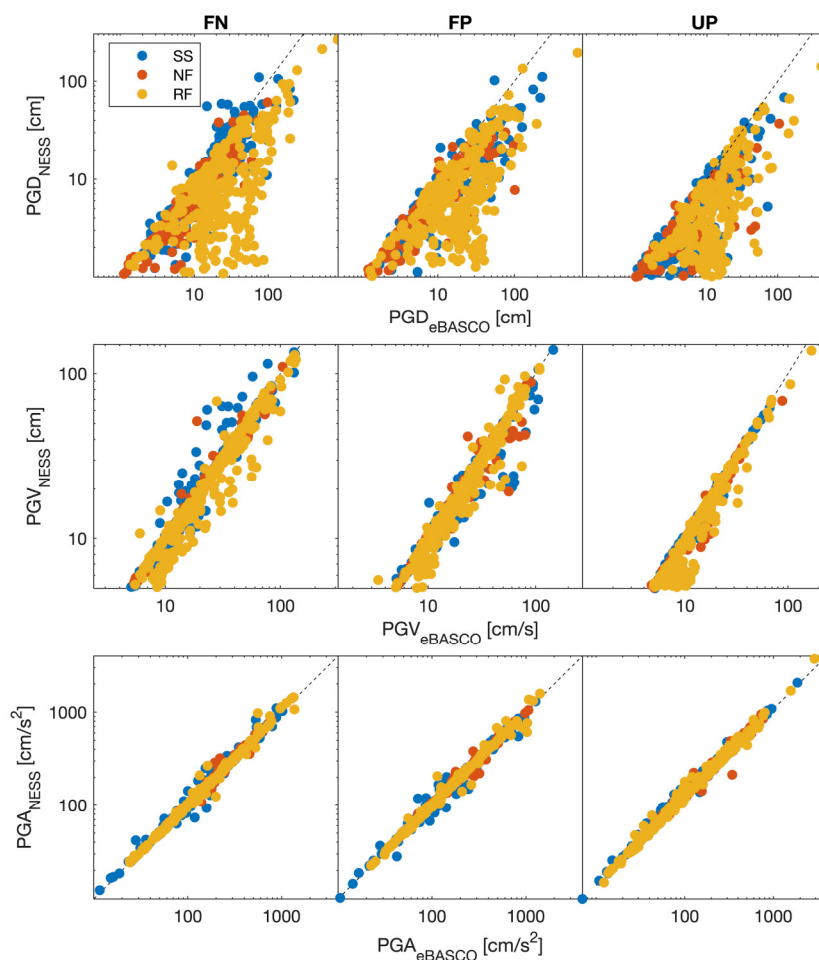 FN FP UP
SS
NF
RF
PGD_NESS [cm]
100
10
10 100 10 100 10 100
PGD_eBASCO [cm]
PGV_NESS [cm]
100
10
10 100 10 100 10 100
PGV_eBASCO [cm/s]
PGA_NESS [cm/s²]
1000
100
100 1000 100 1000 100 1000
PGA_eBASCO [cm/s²]